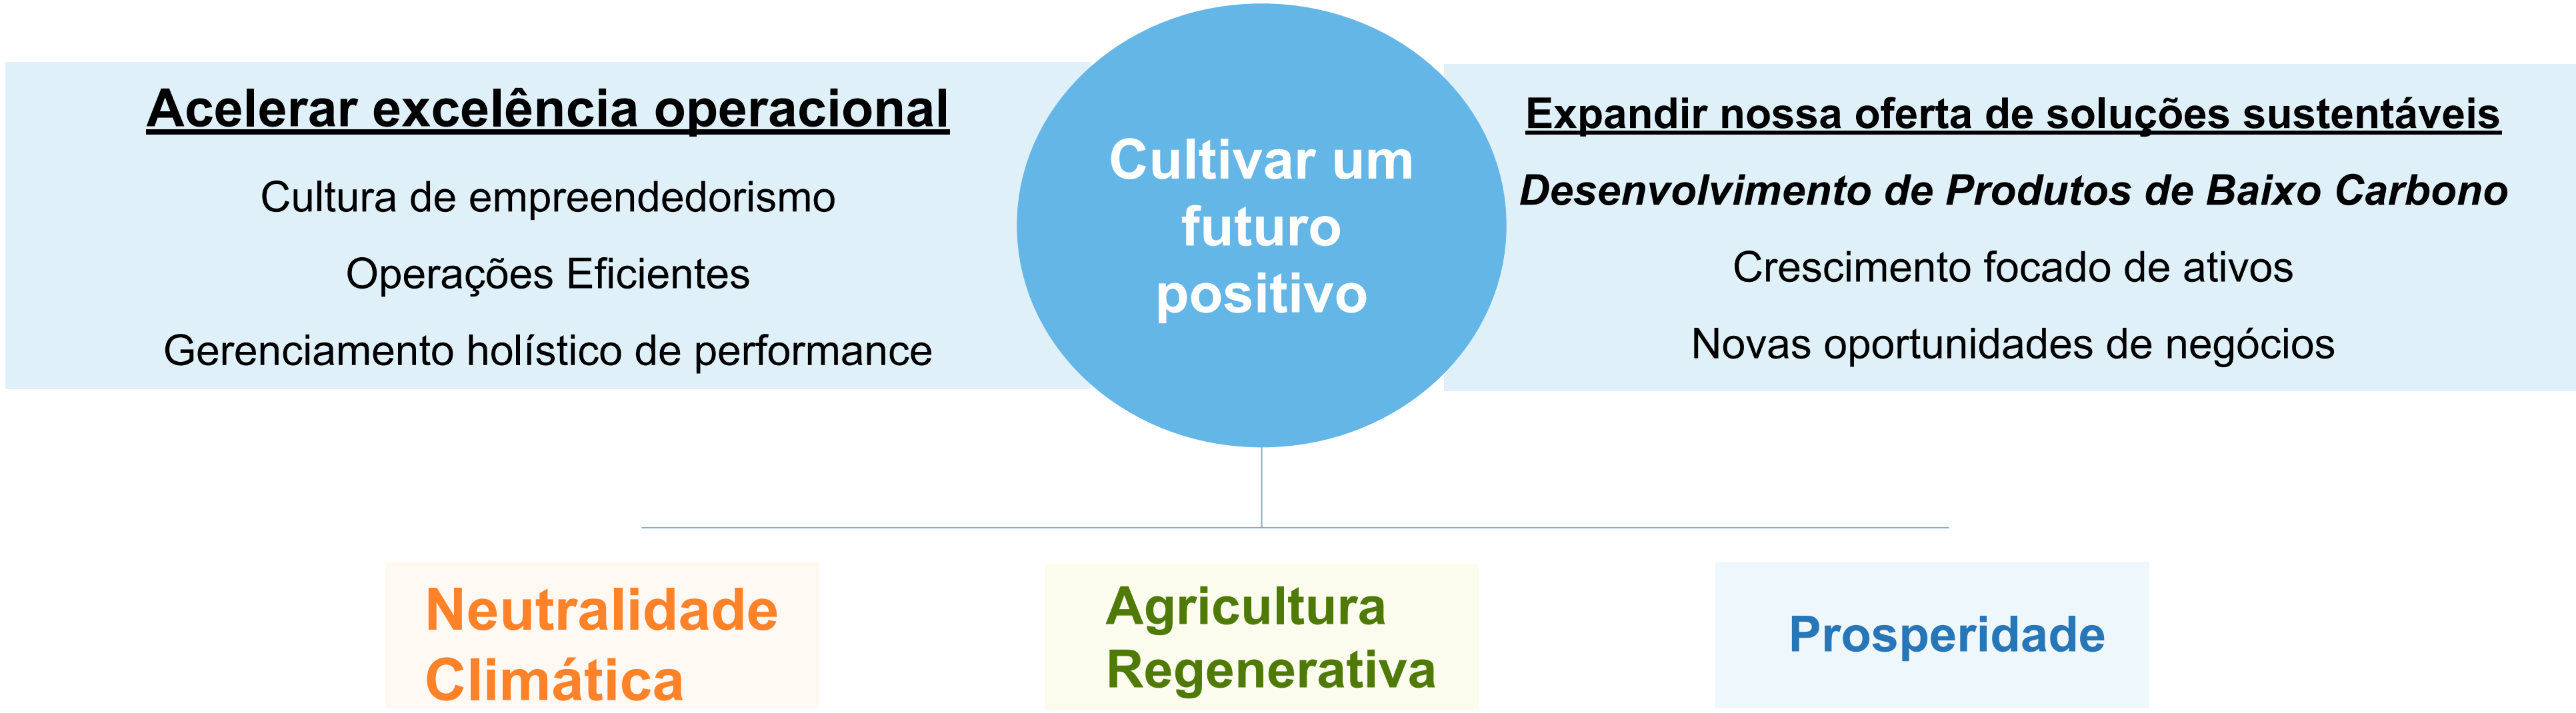 Acelerar excelência operacional
Cultura de empreendedorismo
Operações Eficientes
Gerenciamento holístico de performance
Cultivar um
futuro
positivo
Expandir nossa oferta de soluções sustentáveis
Desenvolvimento de Produtos de Baixo Carbono
Crescimento focado de ativos
Novas oportunidades de negócios
Neutralidade
Climática
Agricultura
Regenerativa
Prosperidade